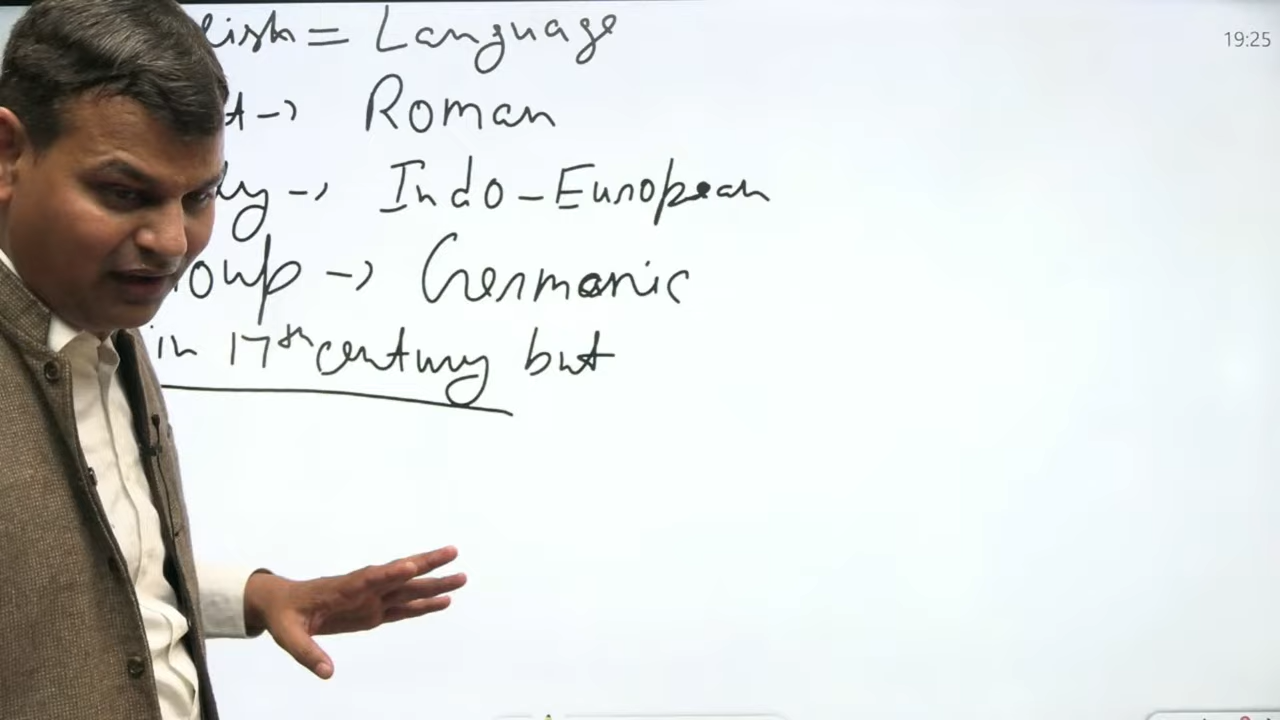 lish = Language
19:25
t -> Roman
ly -> Indo-European
oup -> Germanic
in 17th century but